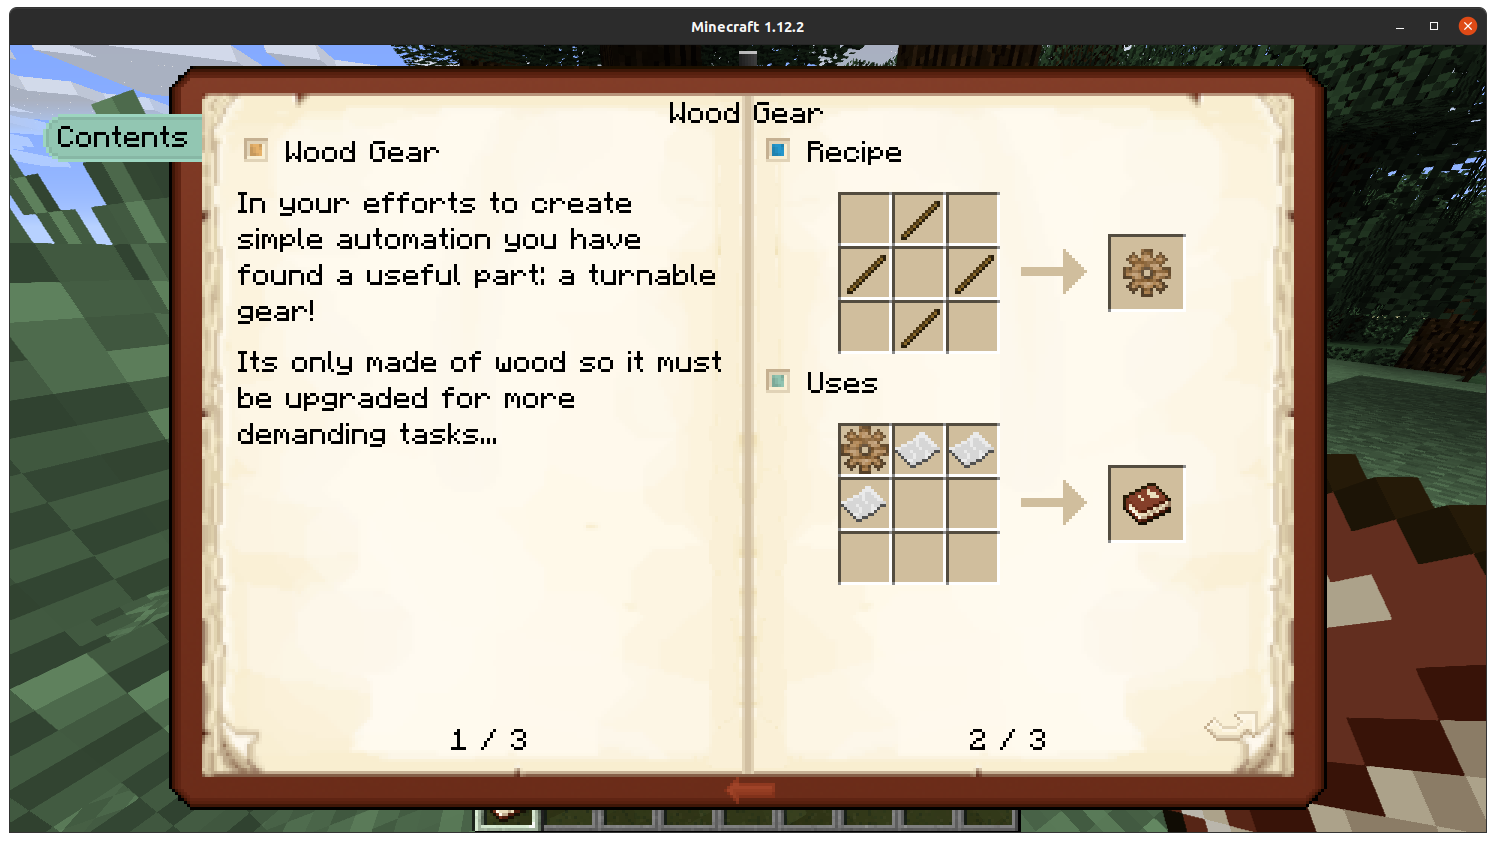 Minecraft 1.12.2
Contents
Wood Gear
Wood Gear
In your efforts to create
simple automation you have
found a useful part: a turnable
gear!
Its only made of wood so it must
be upgraded for more
demanding tasks...
1 / 3
Recipe
Uses
2 / 3